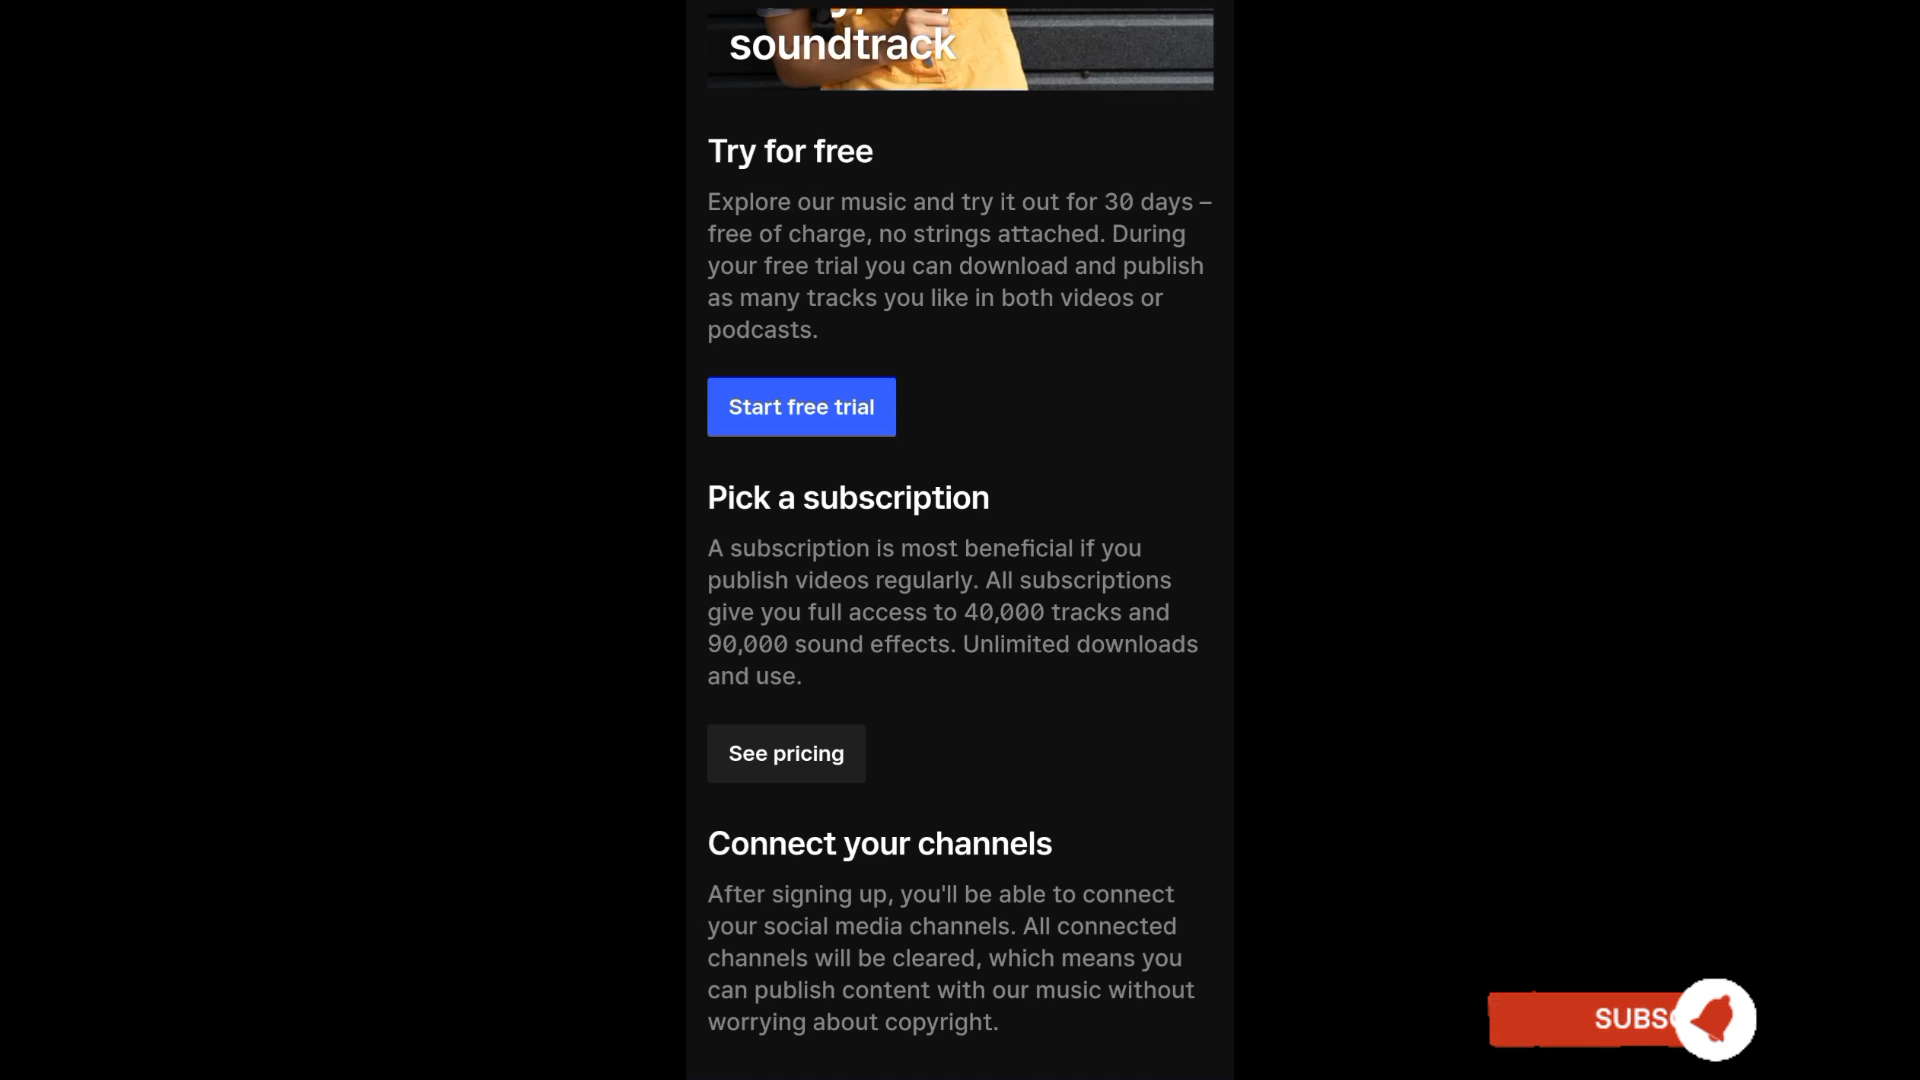 soundtrack
Try for free
Explore our music and try it out for 30 days –
free of charge, no strings attached. During
your free trial you can download and publish
as many tracks you like in both videos or
podcasts.
Start free trial
Pick a subscription
A subscription is most beneficial if you
publish videos regularly. All subscriptions
give you full access to 40,000 tracks and
90,000 sound effects. Unlimited downloads
and use.
See pricing
Connect your channels
After signing up, you'll be able to connect
your social media channels. All connected
channels will be cleared, which means you
can publish content with our music without
worrying about copyright.
SUBS